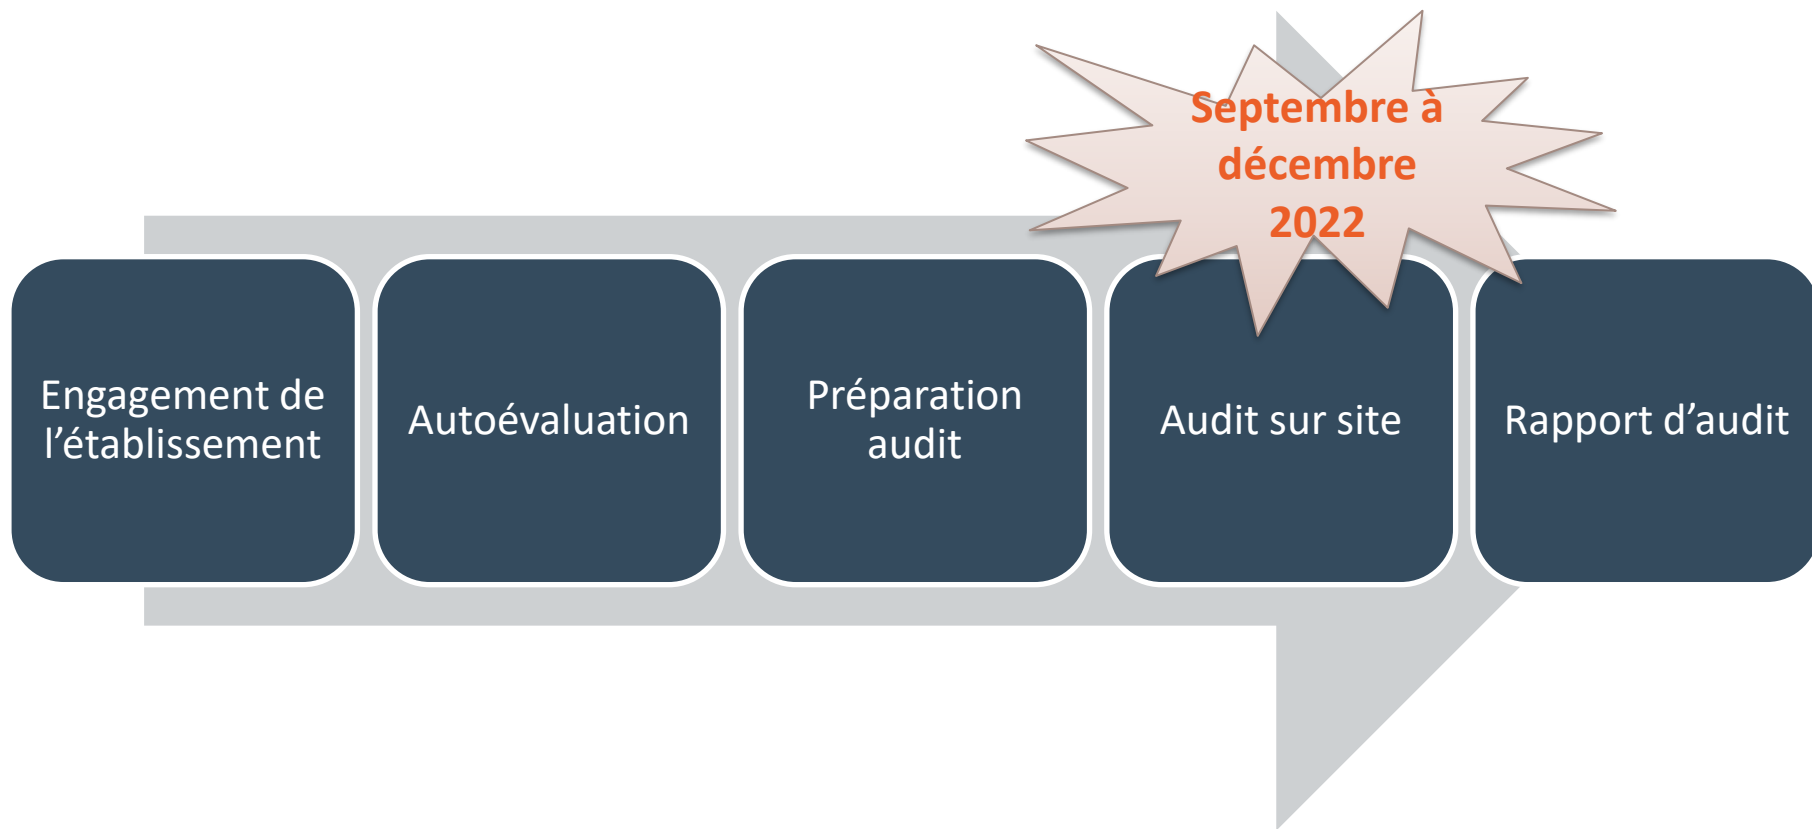 Septembre à
décembre
2022
Engagement de
l’établissement
Autoévaluation
Préparation
audit
Audit sur site
Rapport d’audit